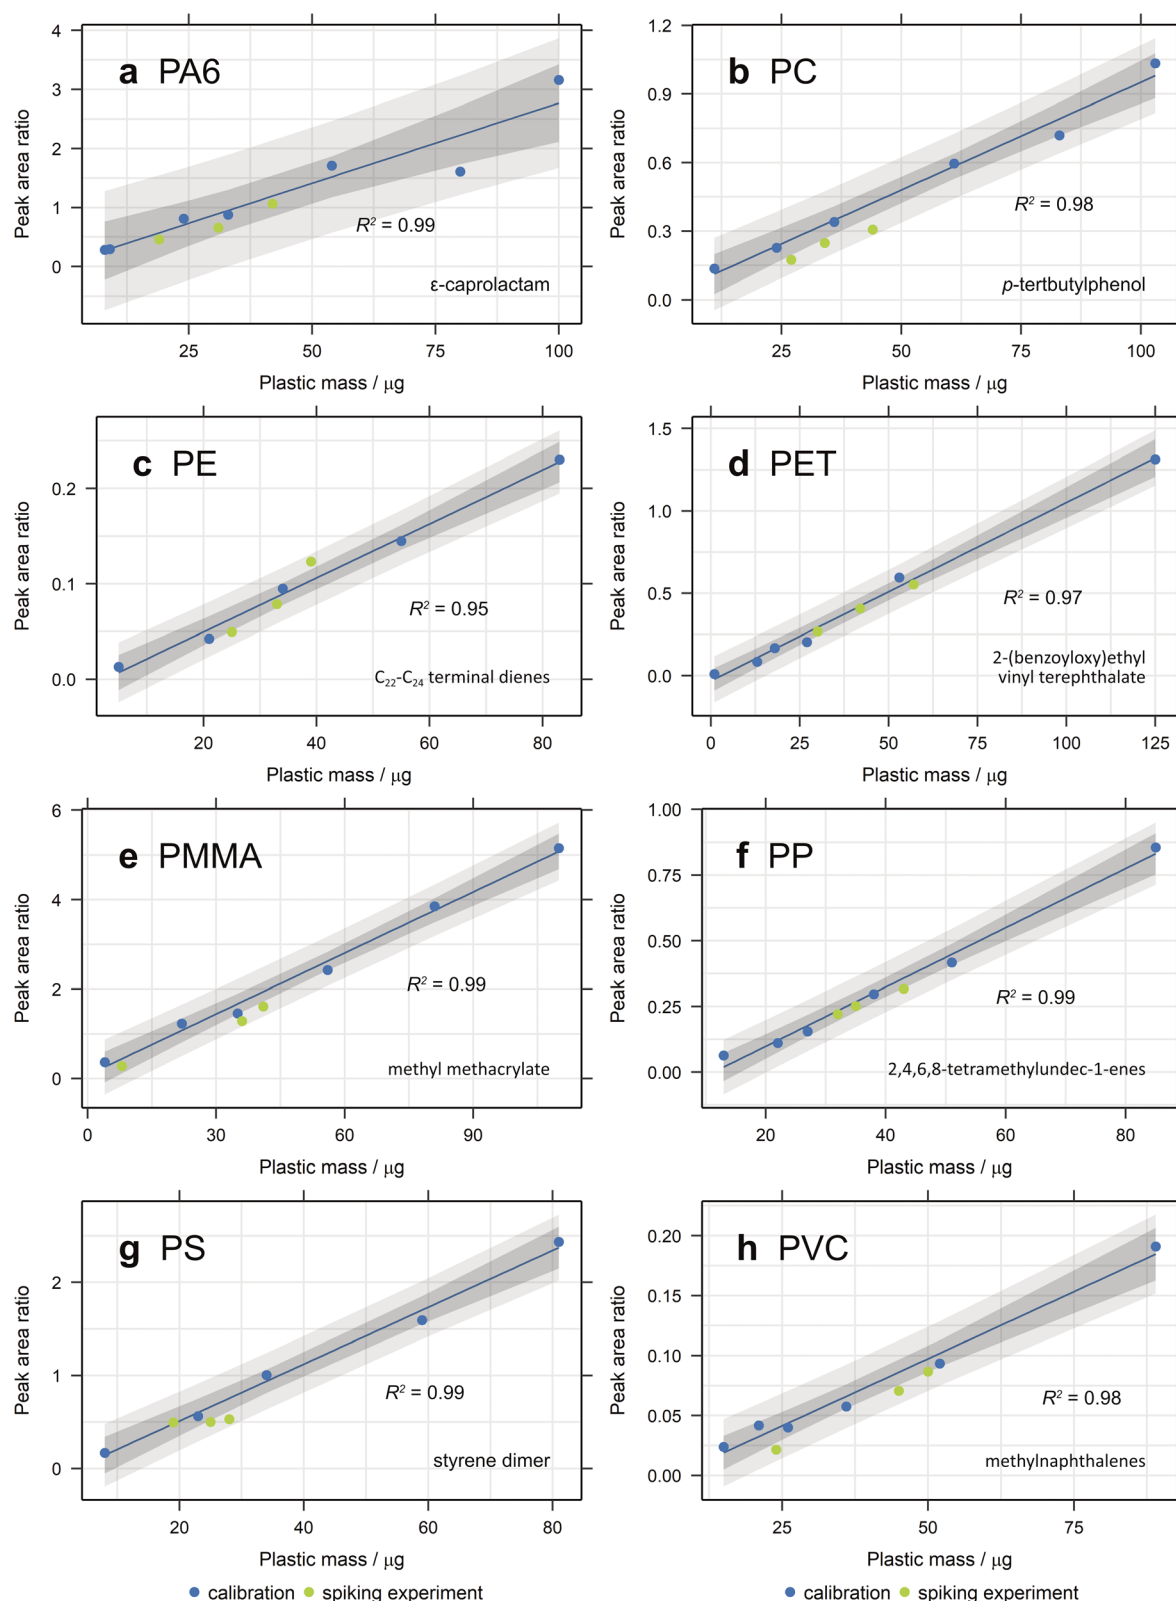 a PA6
Peak area ratio
4
3
2
1
0
R² = 0.99
ε-caprolactam
25 50 75 100
Plastic mass / μg
b PC
Peak area ratio
1.2
0.9
0.6
0.3
0.0
R² = 0.98
p-tertbutylphenol
25 50 75 100
Plastic mass / μg
c PE
Peak area ratio
0.2
0.1
0.0
R² = 0.95
C₂₂-C₂₄ terminal dienes
20 40 60 80
Plastic mass / μg
d PET
Peak area ratio
1.5
1.0
0.5
0.0
R² = 0.97
2-(benzoyloxy)ethyl
vinyl terephthalate
0 25 50 75 100 125
Plastic mass / μg
e PMMA
Peak area ratio
6
4
2
0
R² = 0.99
methyl methacrylate
0 30 60 90
Plastic mass / μg
f PP
Peak area ratio
1.00
0.75
0.50
0.25
0.00
R² = 0.99
2,4,6,8-tetramethylundec-1-enes
20 40 60 80
Plastic mass / μg
g PS
Peak area ratio
2
1
0
R² = 0.99
styrene dimer
20 40 60 80
Plastic mass / μg
h PVC
Peak area ratio
0.20
0.15
0.10
0.05
0.00
R² = 0.98
methylnaphthalenes
25 50 75
Plastic mass / μg
calibration spiking experiment
calibration spiking experiment